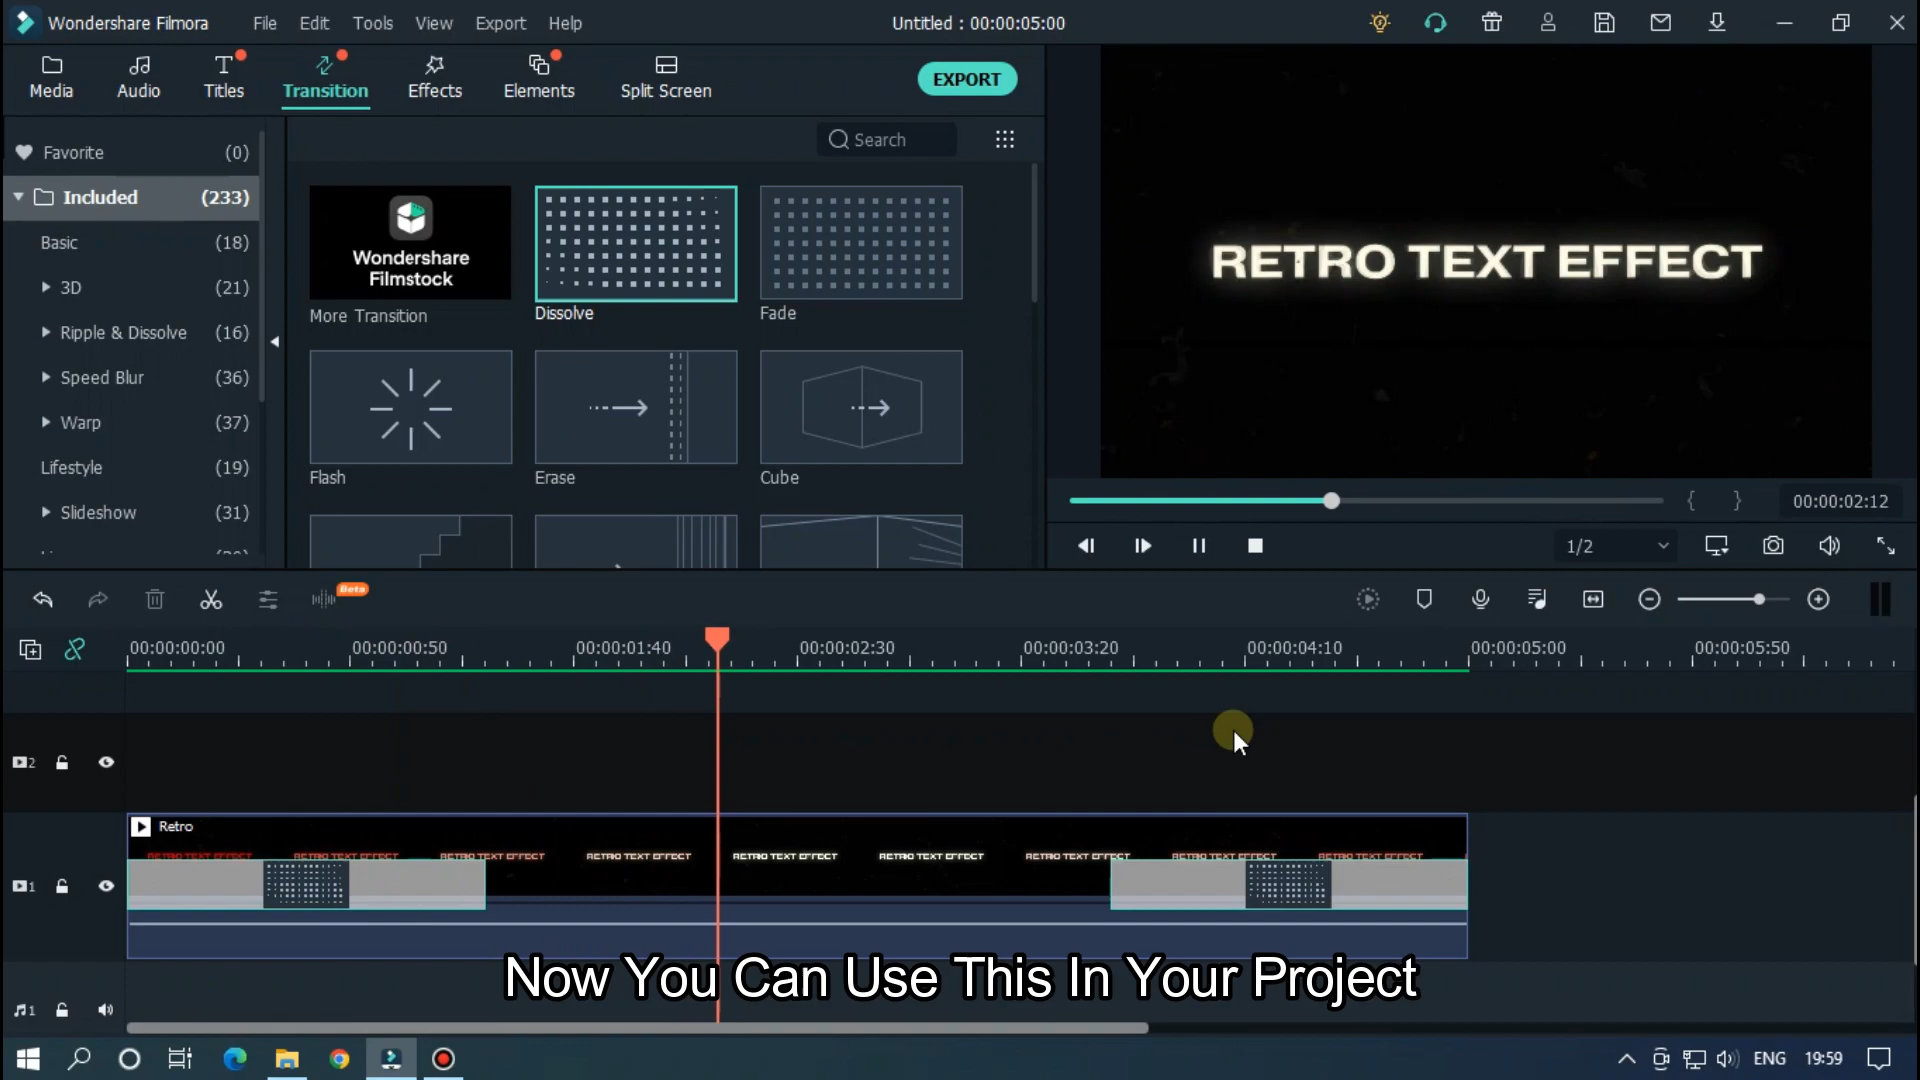 Wondershare Filmora File Edit Tools View Export Help Untitled : 00:00:05:00
Media Audio Titles Transition Effects Elements Split Screen EXPORT
Search
Favorite (0)
Included (233)
Basic (18)
3D (21)
Ripple & Dissolve (16)
Speed Blur (36)
Warp (37)
Lifestyle (19)
Slideshow (31)
Wondershare
Filmstock
More Transition
Dissolve
Fade
Flash
Erase
Cube
RETRO TEXT EFFECT
{ } 00:00:02:12
1/2
Beta
00:00:00:00 00:00:00:50 00:00:01:40 00:00:02:30 00:00:03:20 00:00:04:10 00:00:05:00 00:00:05:50
2
Retro
RETRO TEXT EFFECT RETRO TEXT EFFECT RETRO TEXT EFFECT RETRO TEXT EFFECT RETRO TEXT EFFECT RETRO TEXT EFFECT RETRO TEXT EFFECT RETRO TEXT EFFECT RETRO TEXT EFFECT
1
Now You Can Use This In Your Project
1
ENG 19:59